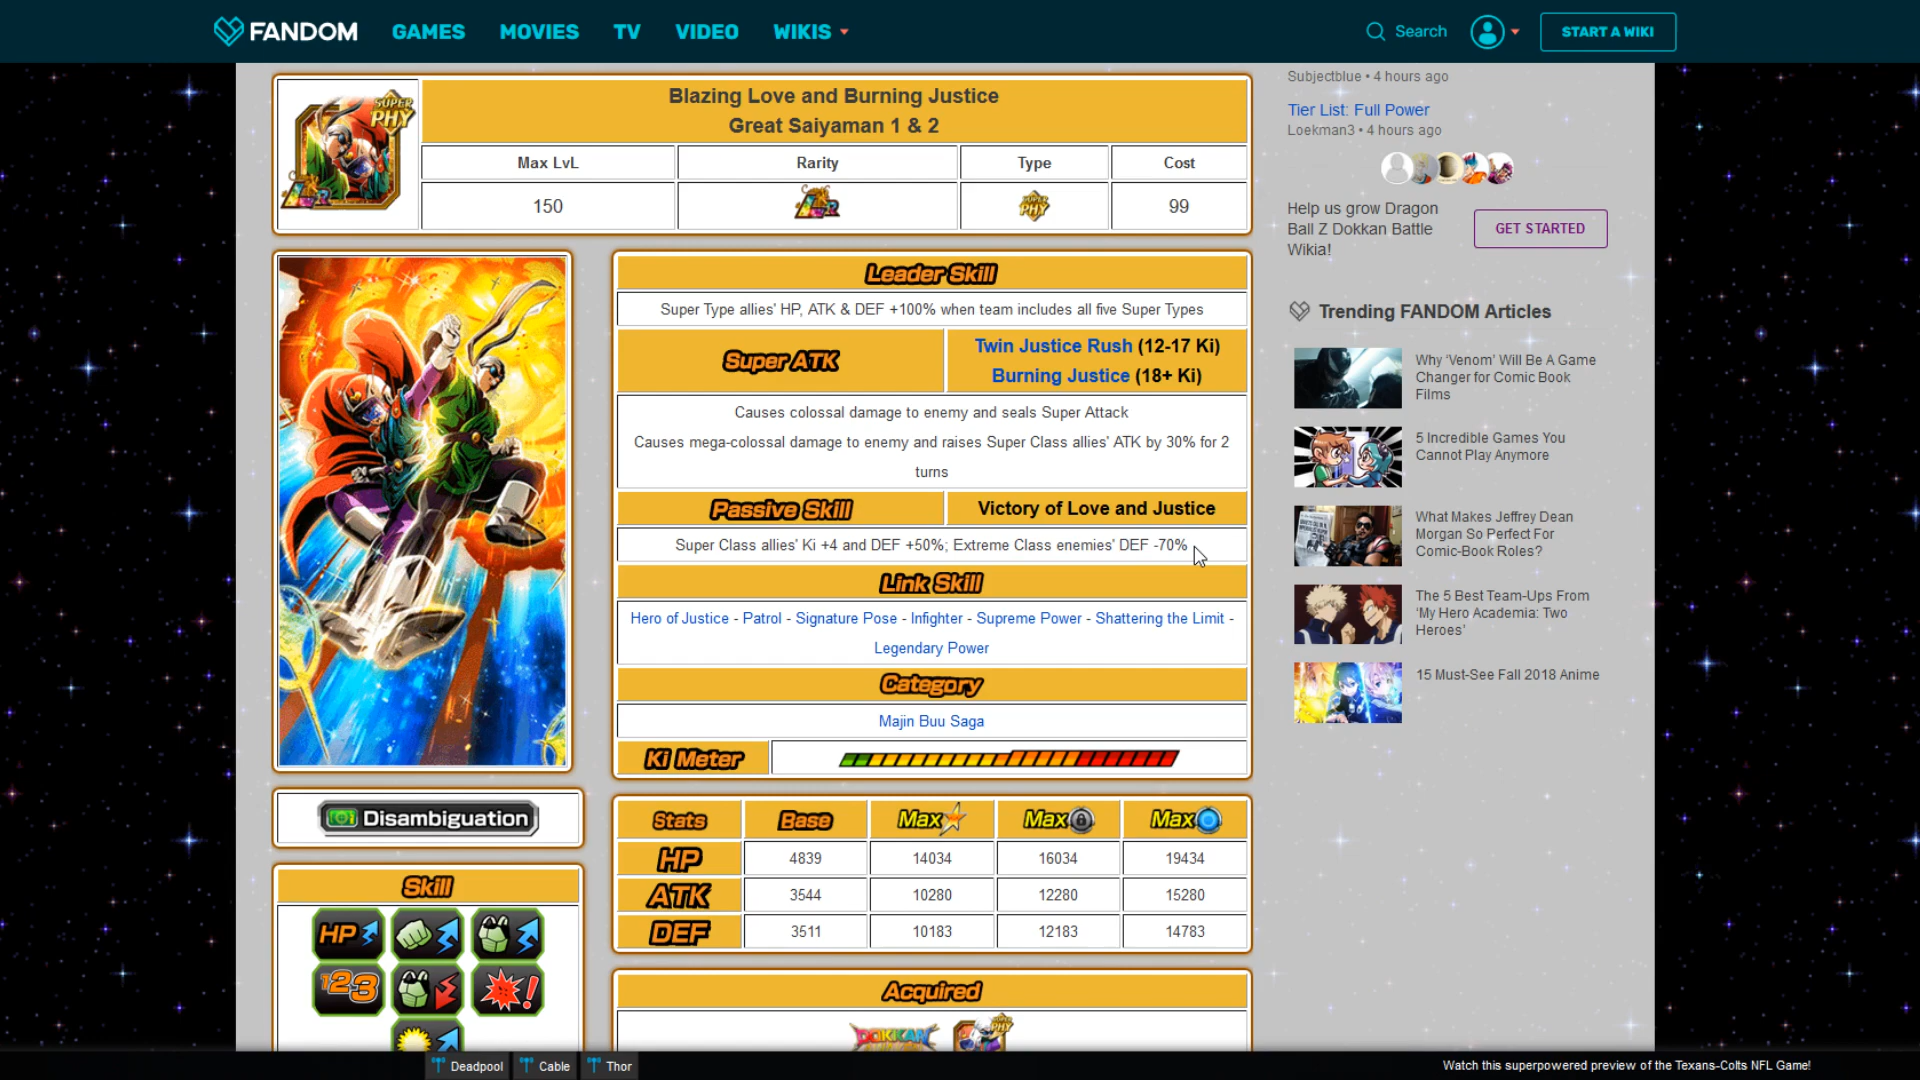 FANDOM
GAMES
MOVIES
TV
VIDEO
WIKIS
Search
START A WIKI
SUPER PHY
LR
Blazing Love and Burning Justice
Great Saiyaman 1 & 2
Max LvL
Rarity
Type
Cost
150
LR
SUPER PHY
99
Leader Skill
Super Type allies' HP, ATK & DEF +100% when team includes all five Super Types
Super ATK
Twin Justice Rush (12-17 Ki)
Burning Justice (18+ Ki)
Causes colossal damage to enemy and seals Super Attack
Causes mega-colossal damage to enemy and raises Super Class allies' ATK by 30% for 2
turns
Passive Skill
Victory of Love and Justice
Super Class allies' Ki +4 and DEF +50%; Extreme Class enemies' DEF -70%
Link Skill
Hero of Justice - Patrol - Signature Pose - Infighter - Supreme Power - Shattering the Limit -
Legendary Power
Category
Majin Buu Saga
Ki Meter
Disambiguation
Skill
HP
123
Stats
Base
Max
Max
Max
HP
4839
14034
16034
19434
ATK
3544
10280
12280
15280
DEF
3511
10183
12183
14783
Acquired
DOKKAN
SUPER PHY
Subjectblue • 4 hours ago
Tier List: Full Power
Loekman3 • 4 hours ago
Help us grow Dragon
Ball Z Dokkan Battle
Wikia!
GET STARTED
Trending FANDOM Articles
Why ‘Venom’ Will Be A Game
Changer for Comic Book
Films
5 Incredible Games You
Cannot Play Anymore
What Makes Jeffrey Dean
Morgan So Perfect For
Comic-Book Roles?
The 5 Best Team-Ups From
‘My Hero Academia: Two
Heroes’
15 Must-See Fall 2018 Anime
Deadpool
Cable
Thor
Watch this superpowered preview of the Texans-Colts NFL Game!